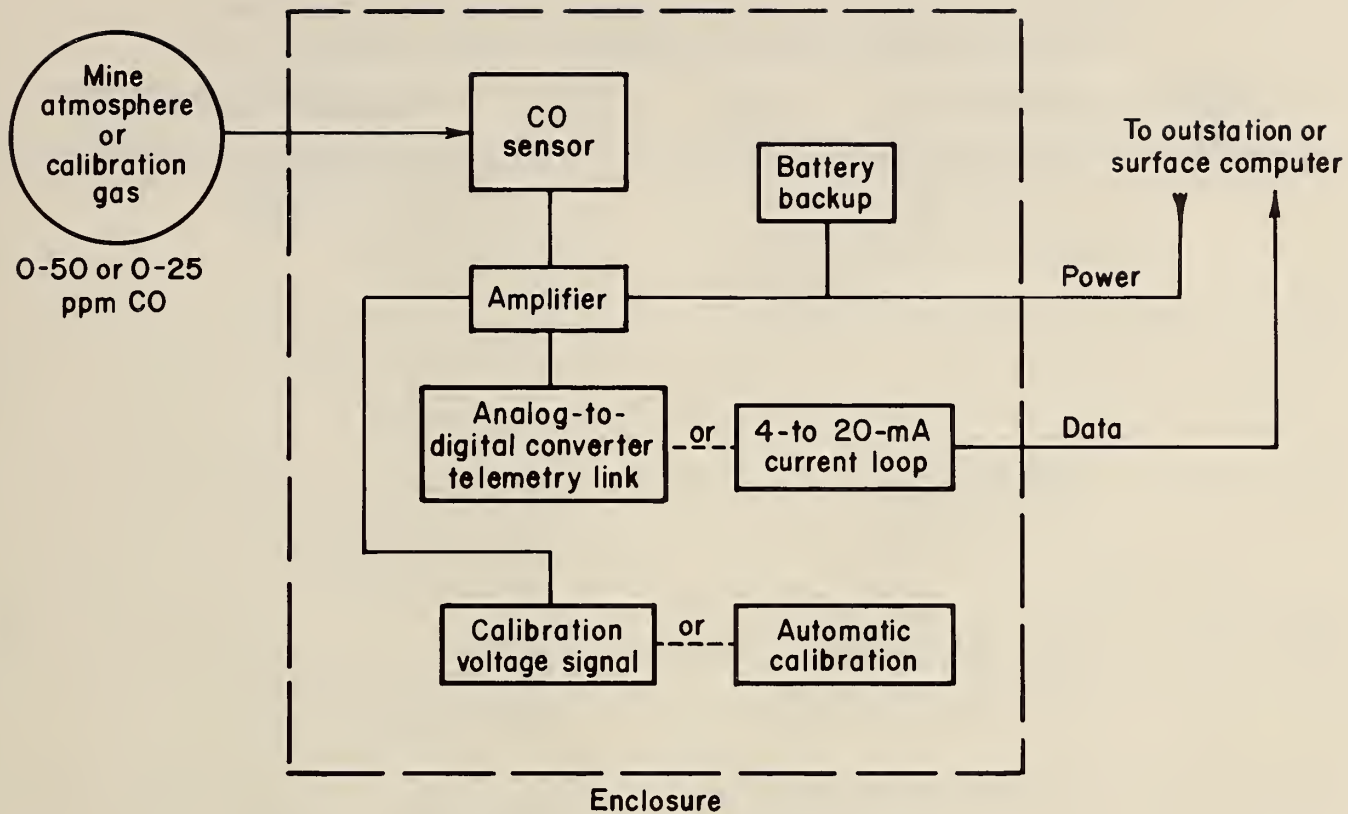 Mine
atmosphere
or
calibration
gas
0-50 or 0-25
ppm CO
CO
sensor
Battery
backup
To outstation or
surface computer
Amplifier
Power
Analog-to-
digital converter
telemetry link
or
4-to 20-mA
current loop
Data
Calibration
voltage signal
or
Automatic
calibration
Enclosure